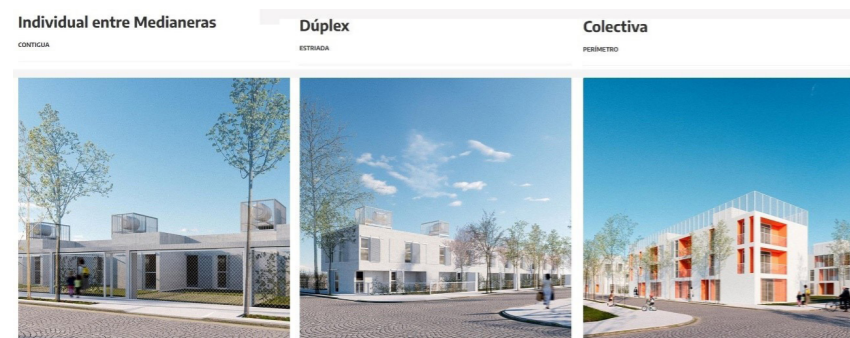 Individual entre Medianeras
CONTIGUA
Dúplex
ESTRIADA
Colectiva
PERÍMETRO